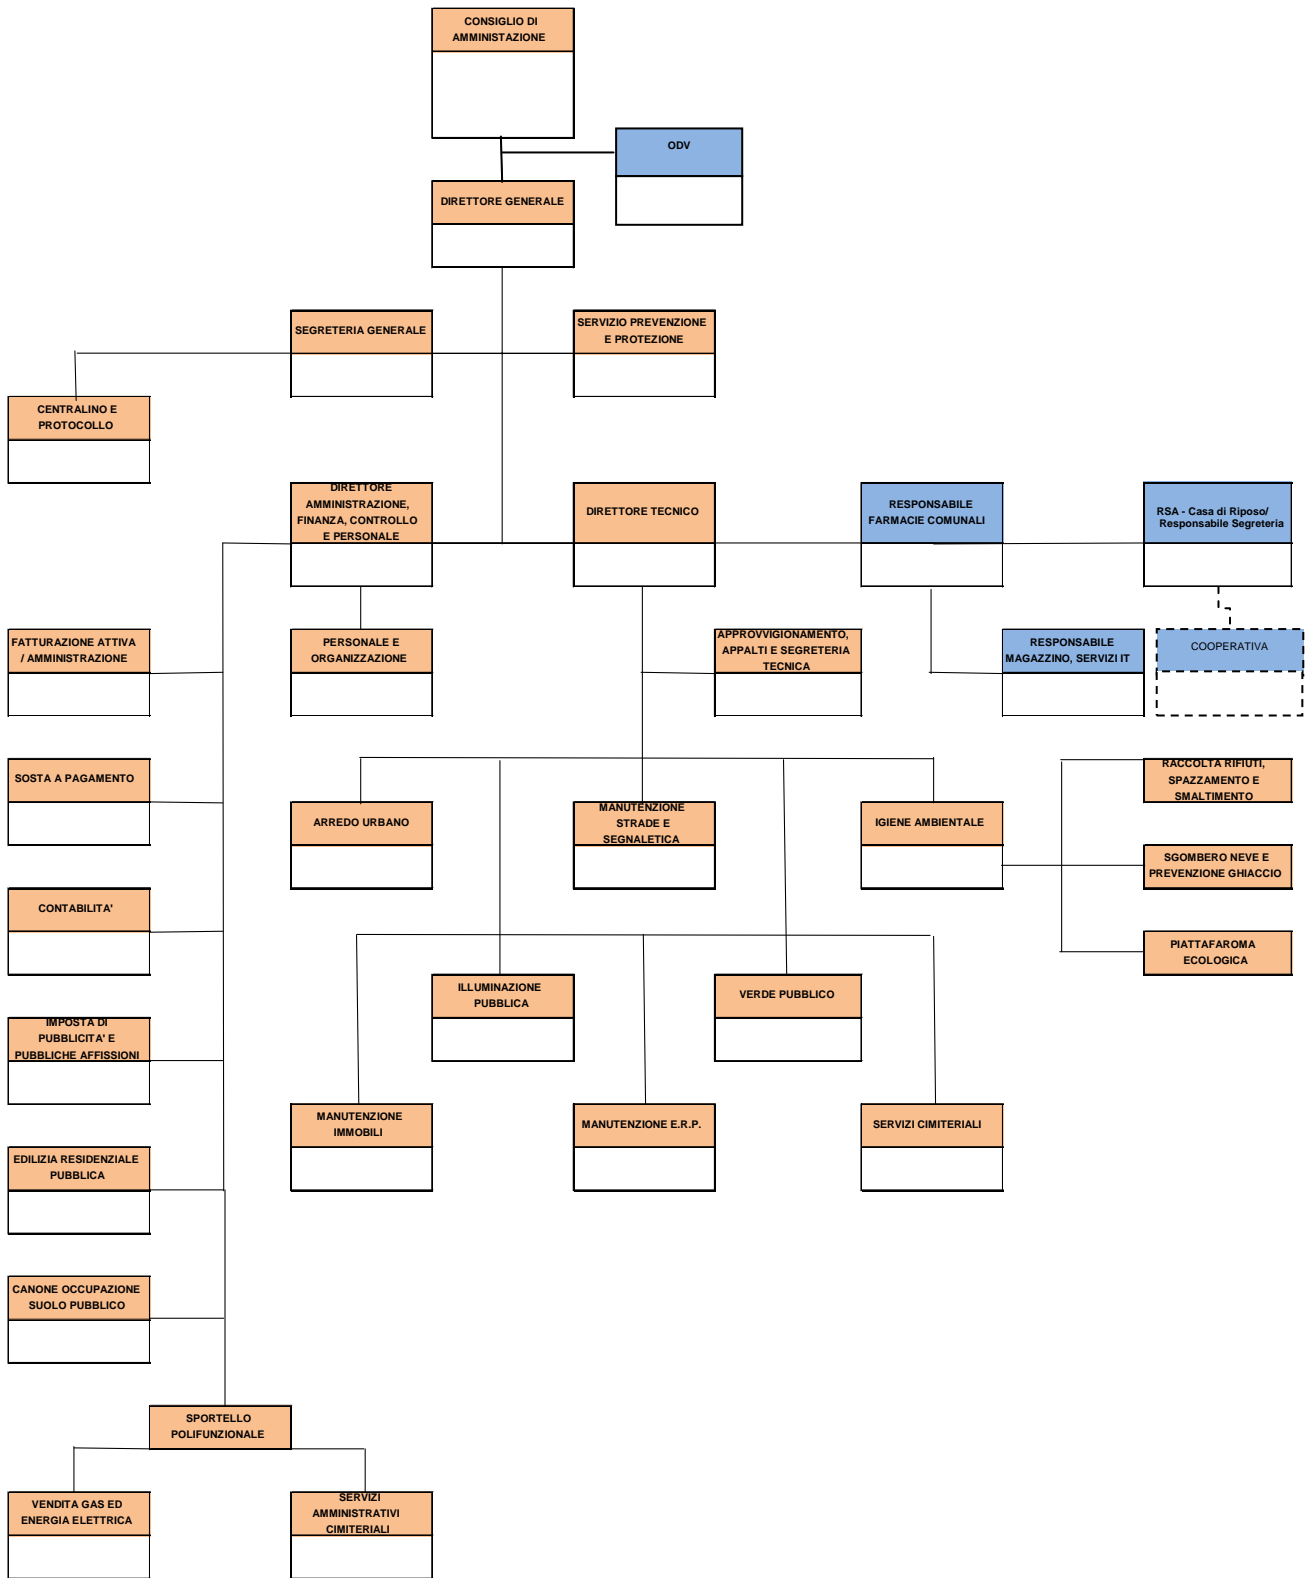 CONSIGLIO DI
AMMINISTAZIONE
ODV
DIRETTORE GENERALE
SEGRETERIA GENERALE
SERVIZIO PREVENZIONE
E PROTEZIONE
CENTRALINO E
PROTOCOLLO
DIRETTORE
AMMINISTRAZIONE,
FINANZA, CONTROLLO
E PERSONALE
DIRETTORE TECNICO
RESPONSABILE
FARMACIE COMUNALI
RSA - Casa di Riposo/
Responsabile Segreteria
FATTURAZIONE ATTIVA
/ AMMINISTRAZIONE
PERSONALE E
ORGANIZZAZIONE
APPROVVIGIONAMENTO,
APPALTI E SEGRETERIA
TECNICA
RESPONSABILE
MAGAZZINO, SERVIZI IT
COOPERATIVA
SOSTA A PAGAMENTO
ARREDO URBANO
MANUTENZIONE
STRADE E
SEGNALETICA
IGIENE AMBIENTALE
RACCOLTA RIFIUTI,
SPAZZAMENTO E
SMALTIMENTO
SGOMBERO NEVE E
PREVENZIONE GHIACCIO
CONTABILITA'
PIATTAFAROMA
ECOLOGICA
ILLUMINAZIONE
PUBBLICA
VERDE PUBBLICO
IMPOSTA DI
PUBBLICITA' E
PUBBLICHE AFFISSIONI
MANUTENZIONE
IMMOBILI
MANUTENZIONE E.R.P.
SERVIZI CIMITERIALI
EDILIZIA RESIDENZIALE
PUBBLICA
CANONE OCCUPAZIONE
SUOLO PUBBLICO
SPORTELLO
POLIFUNZIONALE
VENDITA GAS ED
ENERGIA ELETTRICA
SERVIZI
AMMINISTRATIVI
CIMITERIALI